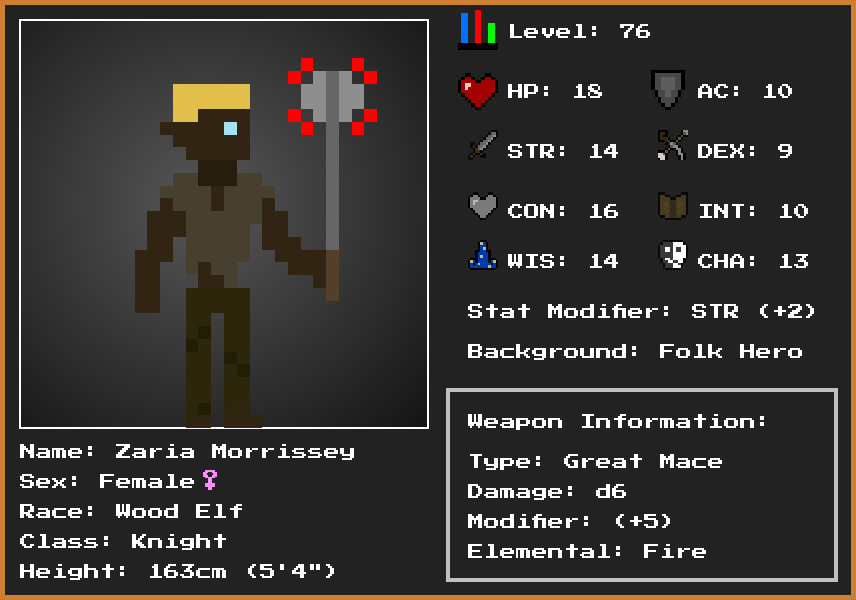 Level: 76
HP: 18
AC: 10
STR: 14
DEX: 9
CON: 16
INT: 10
WIS: 14
CHA: 13
Stat Modifier: STR (+2)
Background: Folk Hero
Weapon Information:
Type: Great Mace
Damage: d6
Modifier: (+5)
Elemental: Fire
Name: Zaria Morrissey
Sex: Female♀
Race: Wood Elf
Class: Knight
Height: 163cm (5'4")